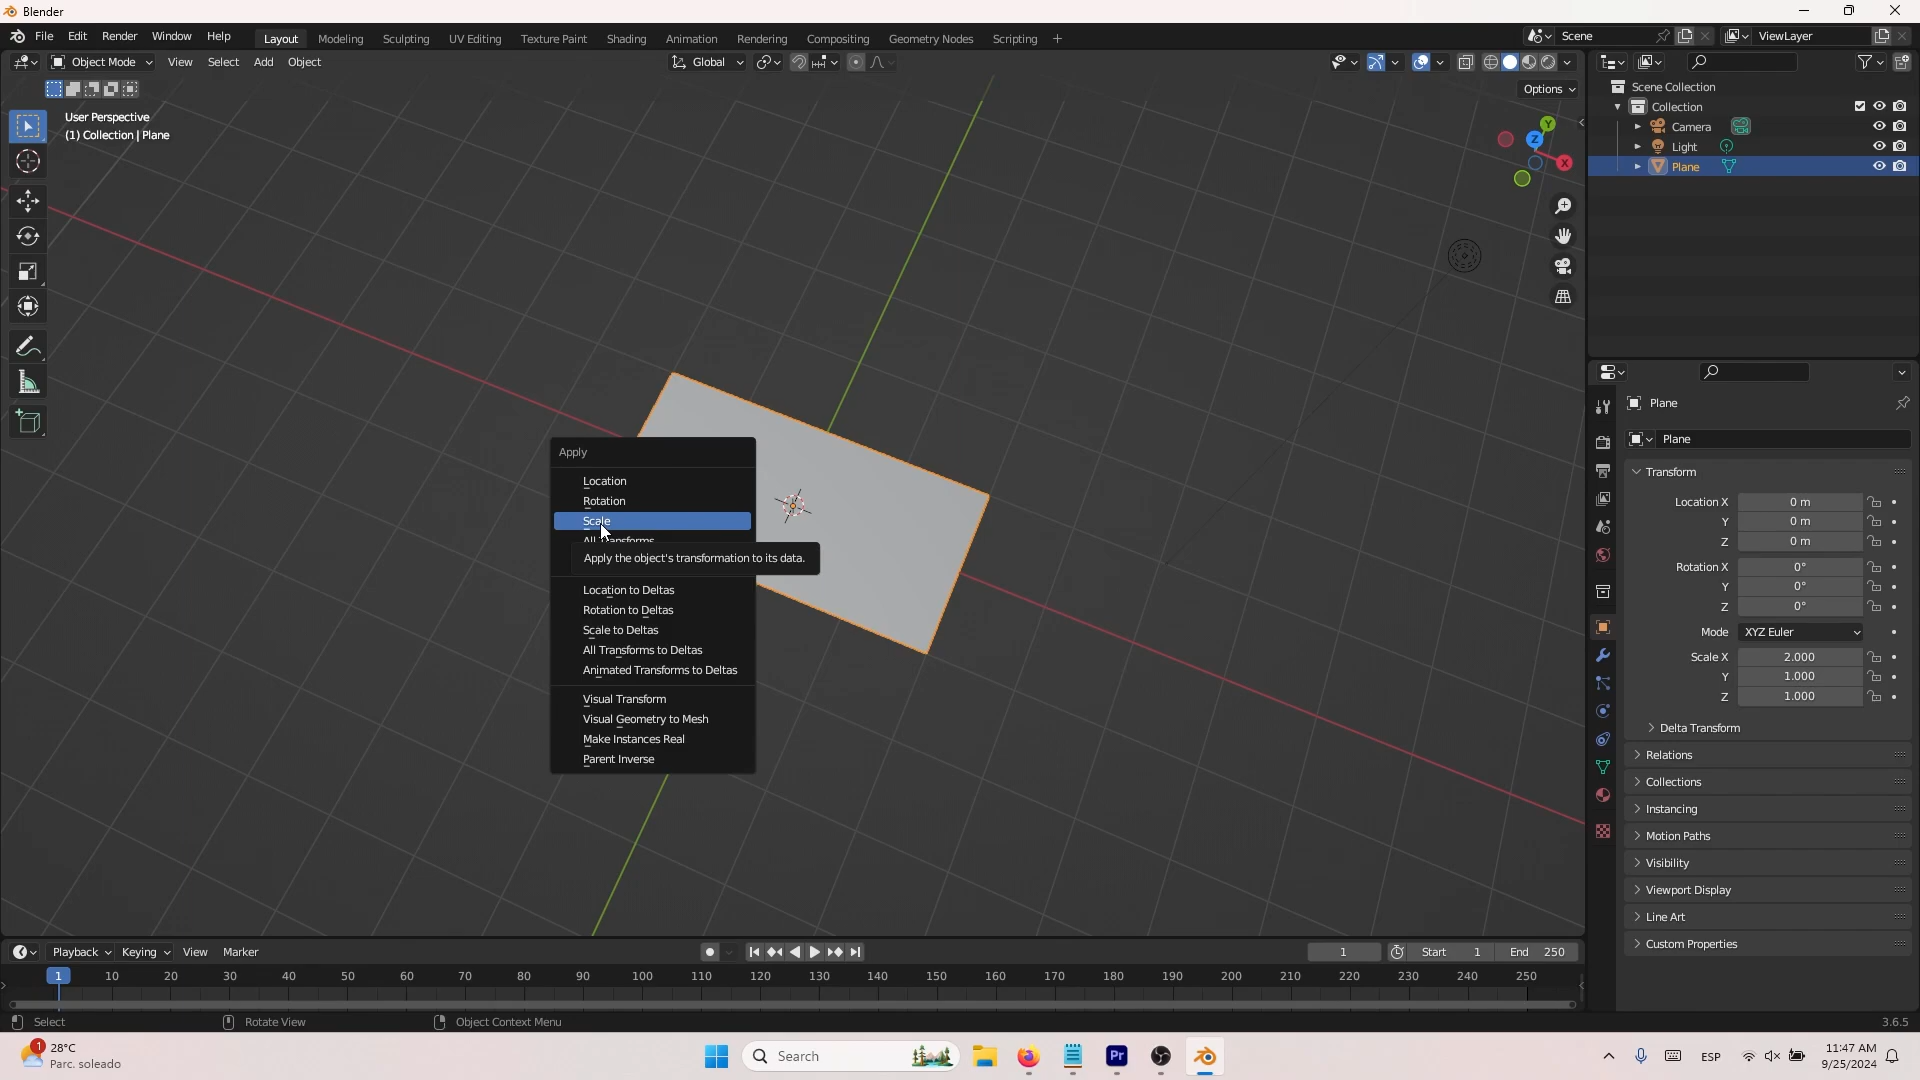 Blender
File Edit Render Window Help Layout Modeling Sculpting UV Editing Texture Paint Shading Animation Rendering Compositing Geometry Nodes Scripting + Scene ViewLayer
Object Mode View Select Add Object Global
Options
User Perspective
(1) Collection | Plane
Y
Z
X
Scene Collection
Collection
Camera
Light
Plane
Apply
Location
Rotation
Scale
All Transforms
Apply the object's transformation to its data.
Location to Deltas
Rotation to Deltas
Scale to Deltas
All Transforms to Deltas
Animated Transforms to Deltas
Visual Transform
Visual Geometry to Mesh
Make Instances Real
Parent Inverse
Plane
Plane
Transform
Location X 0 m
Y 0 m
Z 0 m
Rotation X 0°
Y 0°
Z 0°
Mode XYZ Euler
Scale X 2.000
Y 1.000
Z 1.000
Delta Transform
Relations
Collections
Instancing
Motion Paths
Visibility
Viewport Display
Line Art
Custom Properties
Playback Keying View Marker 1 Start 1 End 250
1 10 20 30 40 50 60 70 80 90 100 110 120 130 140 150 160 170 180 190 200 210 220 230 240 250
Select Rotate View Object Context Menu 3.6.5
1 28°C
Parc. soleado
Search
Pr
ESP
11:47 AM
9/25/2024